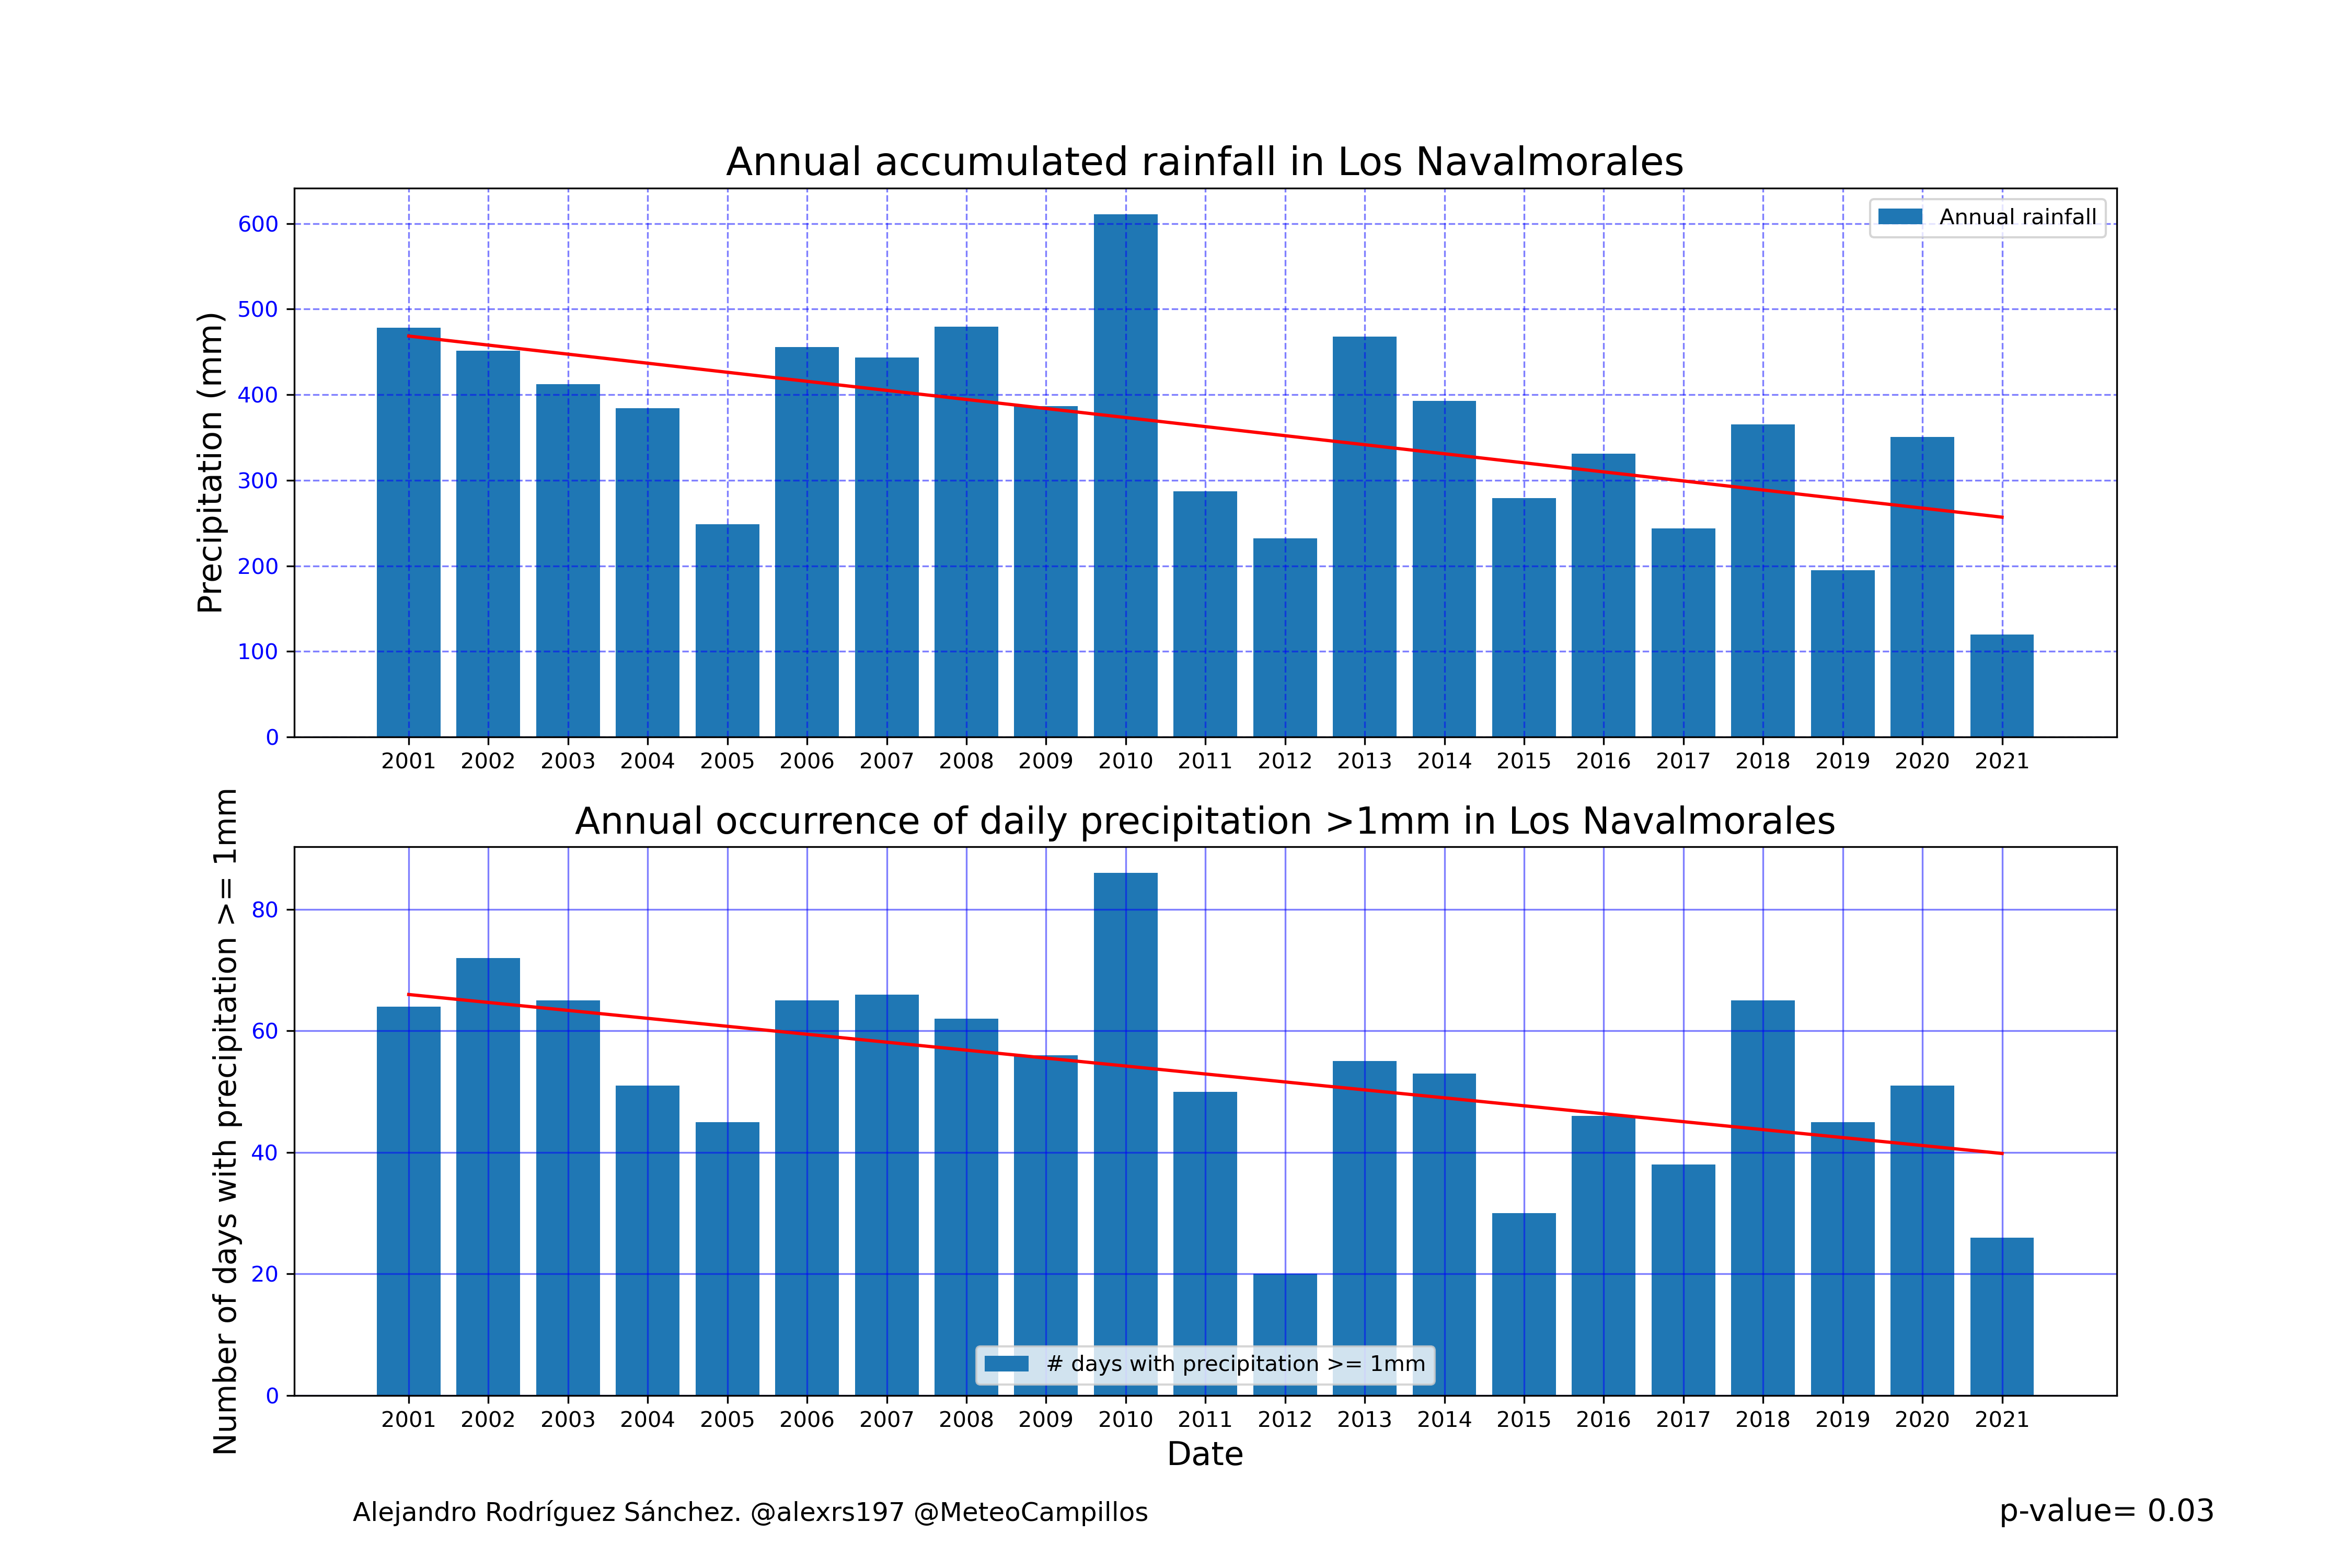 Annual accumulated rainfall in Los Navalmorales
Precipitation (mm)
600
500
400
300
200
100
0
Annual rainfall
2001 2002 2003 2004 2005 2006 2007 2008 2009 2010 2011 2012 2013 2014 2015 2016 2017 2018 2019 2020 2021
Annual occurrence of daily precipitation >1mm in Los Navalmorales
Number of days with precipitation >= 1mm
80
60
40
20
0
# days with precipitation >= 1mm
2001 2002 2003 2004 2005 2006 2007 2008 2009 2010 2011 2012 2013 2014 2015 2016 2017 2018 2019 2020 2021
Date
Alejandro Rodríguez Sánchez. @alexrs197 @MeteoCampillos
p-value= 0.03